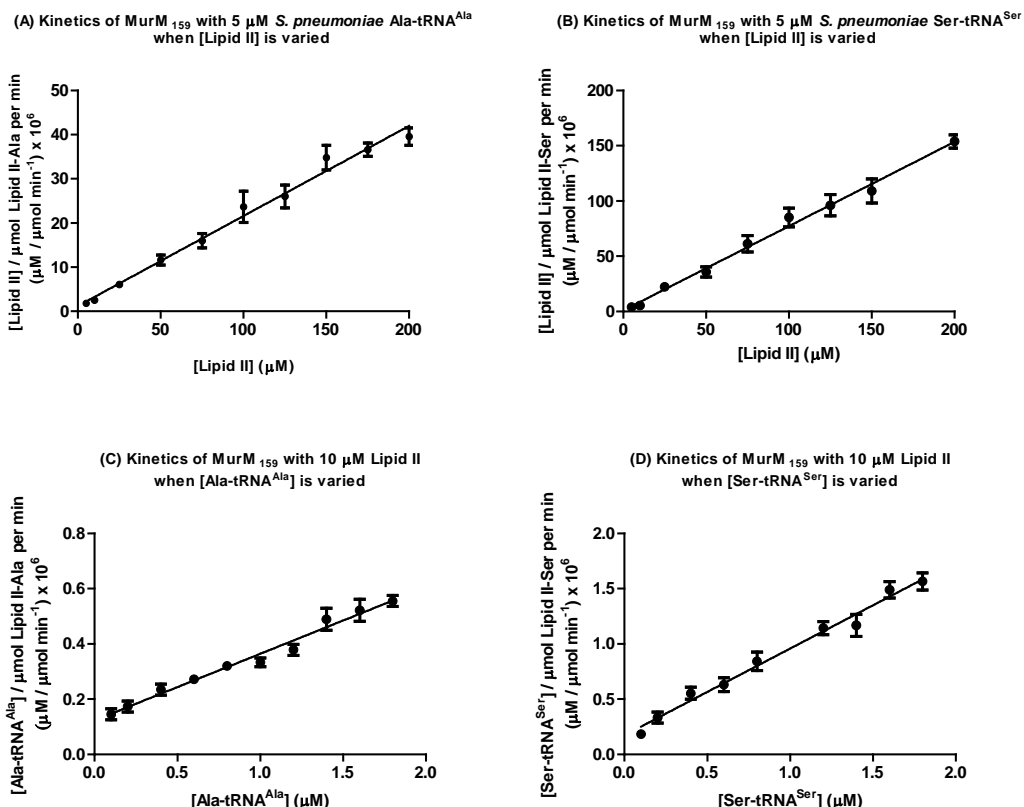 (A) Kinetics of MurM 159 with 5 μM S. pneumoniae Ala-tRNAAla
when [Lipid II] is varied
[Lipid II] / μmol Lipid II-Ala per min
(μM / μmol min-1) x 106
50
40
30
20
10
0
0 50 100 150 200
[Lipid II] (μM)
(B) Kinetics of MurM 159 with 5 μM S. pneumoniae Ser-tRNASer
when [Lipid II] is varied
[Lipid II] / μmol Lipid II-Ser per min
(μM / μmol min-1) x 106
200
150
100
50
0
0 50 100 150 200
[Lipid II] (μM)
(C) Kinetics of MurM 159 with 10 μM Lipid II
when [Ala-tRNAAla] is varied
[Ala-tRNAAla] / μmol Lipid II-Ala per min
(μM / μmol min-1) x 106
0.8
0.6
0.4
0.2
0.0
0.0 0.5 1.0 1.5 2.0
[Ala-tRNAAla] (μM)
(D) Kinetics of MurM 159 with 10 μM Lipid II
when [Ser-tRNASer] is varied
[Ser-tRNASer] / μmol Lipid II-Ser per min
(μM / μmol min-1) x 106
2.0
1.5
1.0
0.5
0.0
0.0 0.5 1.0 1.5 2.0
[Ser-tRNASer] (μM)